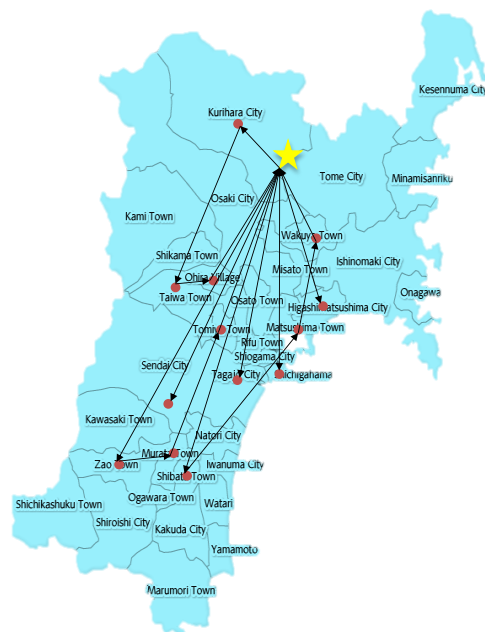 Kesennuma City
Kurihara City
Tome City
Minamisanriku
Osaki City
Kami Town
Wakuya Town
Shikama Town
Ishinomaki City
Misato Town
Ohira Village
Onagawa
Taiwa Town
Osato Town
Higashimatsushima City
Tomiya Town
Matsushima Town
Rifu Town
Shiogama City
Sendai City
Tagajo City
Shichigahama
Kawasaki Town
Natori City
Murata Town
Zao Town
Iwanuma City
Shibata Town
Ogawara Town
Shichikashuku Town
Watari
Shiroishi City
Kakuda City
Yamamoto
Marumori Town